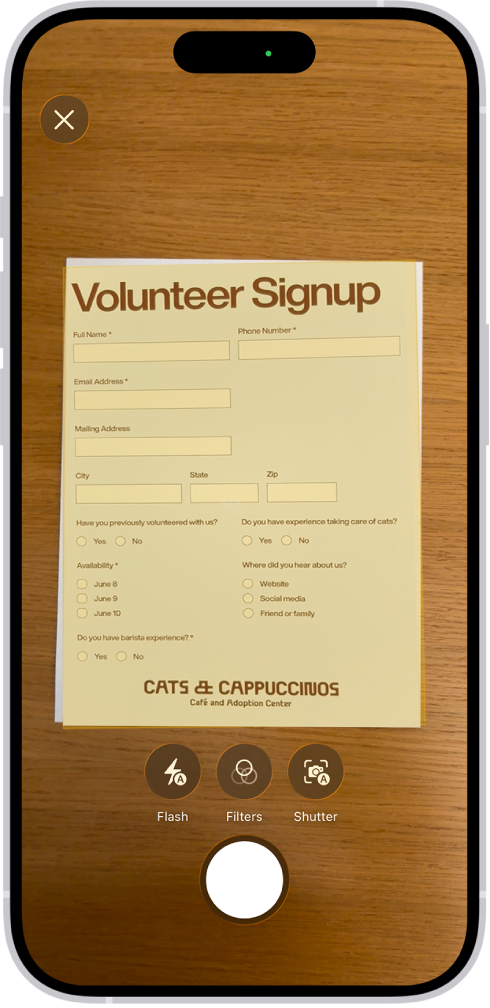 Volunteer Signup
Full Name *
Phone Number *
Email Address *
Mailing Address
City
State
Zip
Have you previously volunteered with us?
Yes
No
Do you have experience taking care of cats?
Yes
No
Availability *
June 8
June 9
June 10
Where did you hear about us?
Website
Social media
Friend or family
Do you have barista experience? *
Yes
No
CATS & CAPPUCCINOS
Café and Adoption Center
A
A
Flash
Filters
Shutter